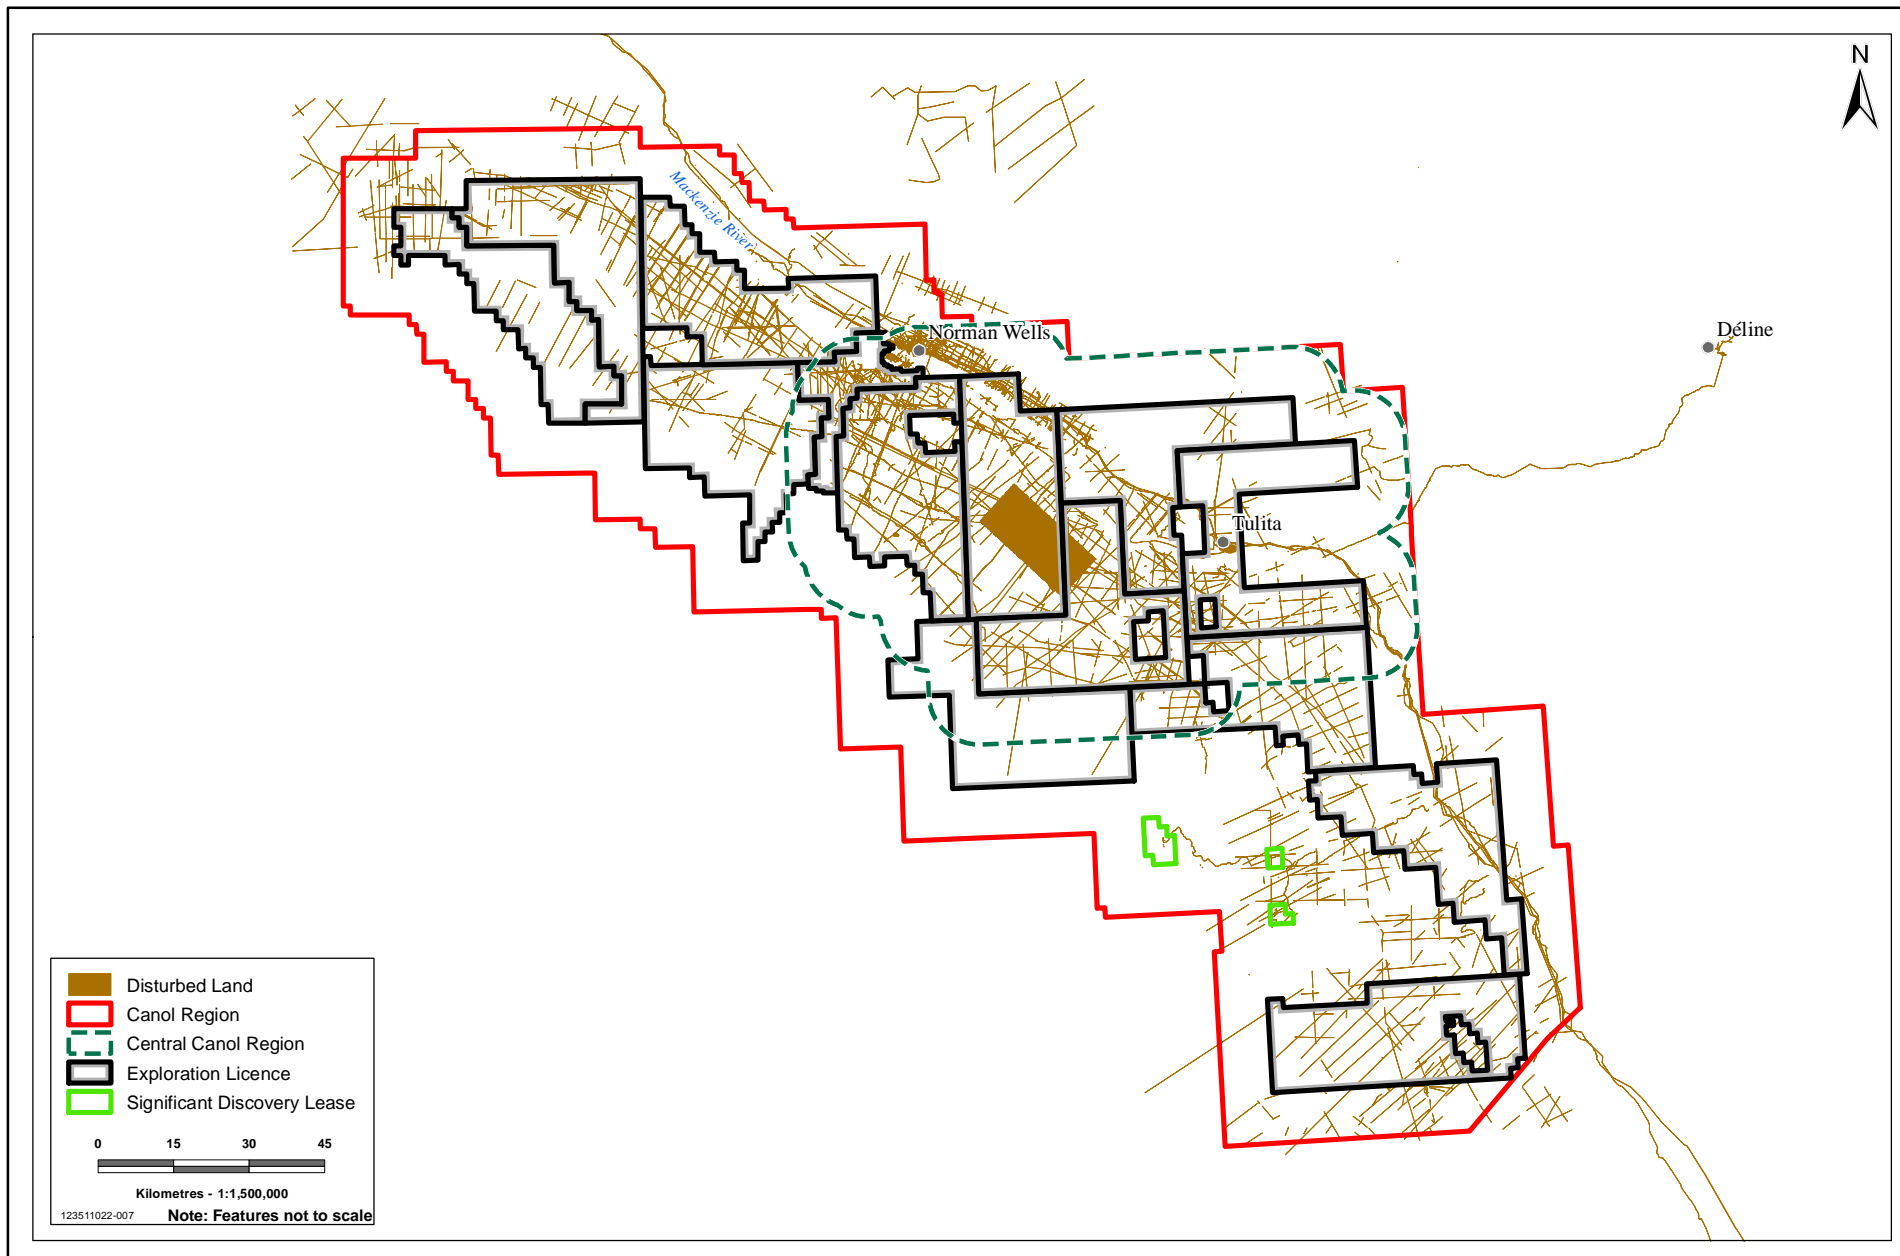 N
Mackenzie River
Norman Wells
Déline
Tulita
Disturbed Land
Canol Region
Central Canol Region
Exploration Licence
Significant Discovery Lease
0 15 30 45
Kilometres - 1:1,500,000
123511022-007 Note: Features not to scale